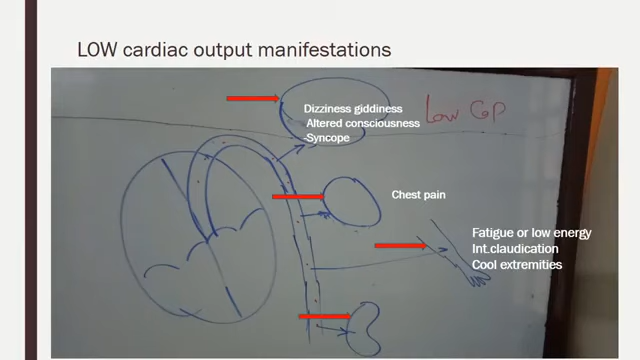 LOW cardiac output manifestations
Dizziness giddiness
Altered consciousness
-Syncope
Low COP
Chest pain
Fatigue or low energy
Int.claudication
Cool extremities